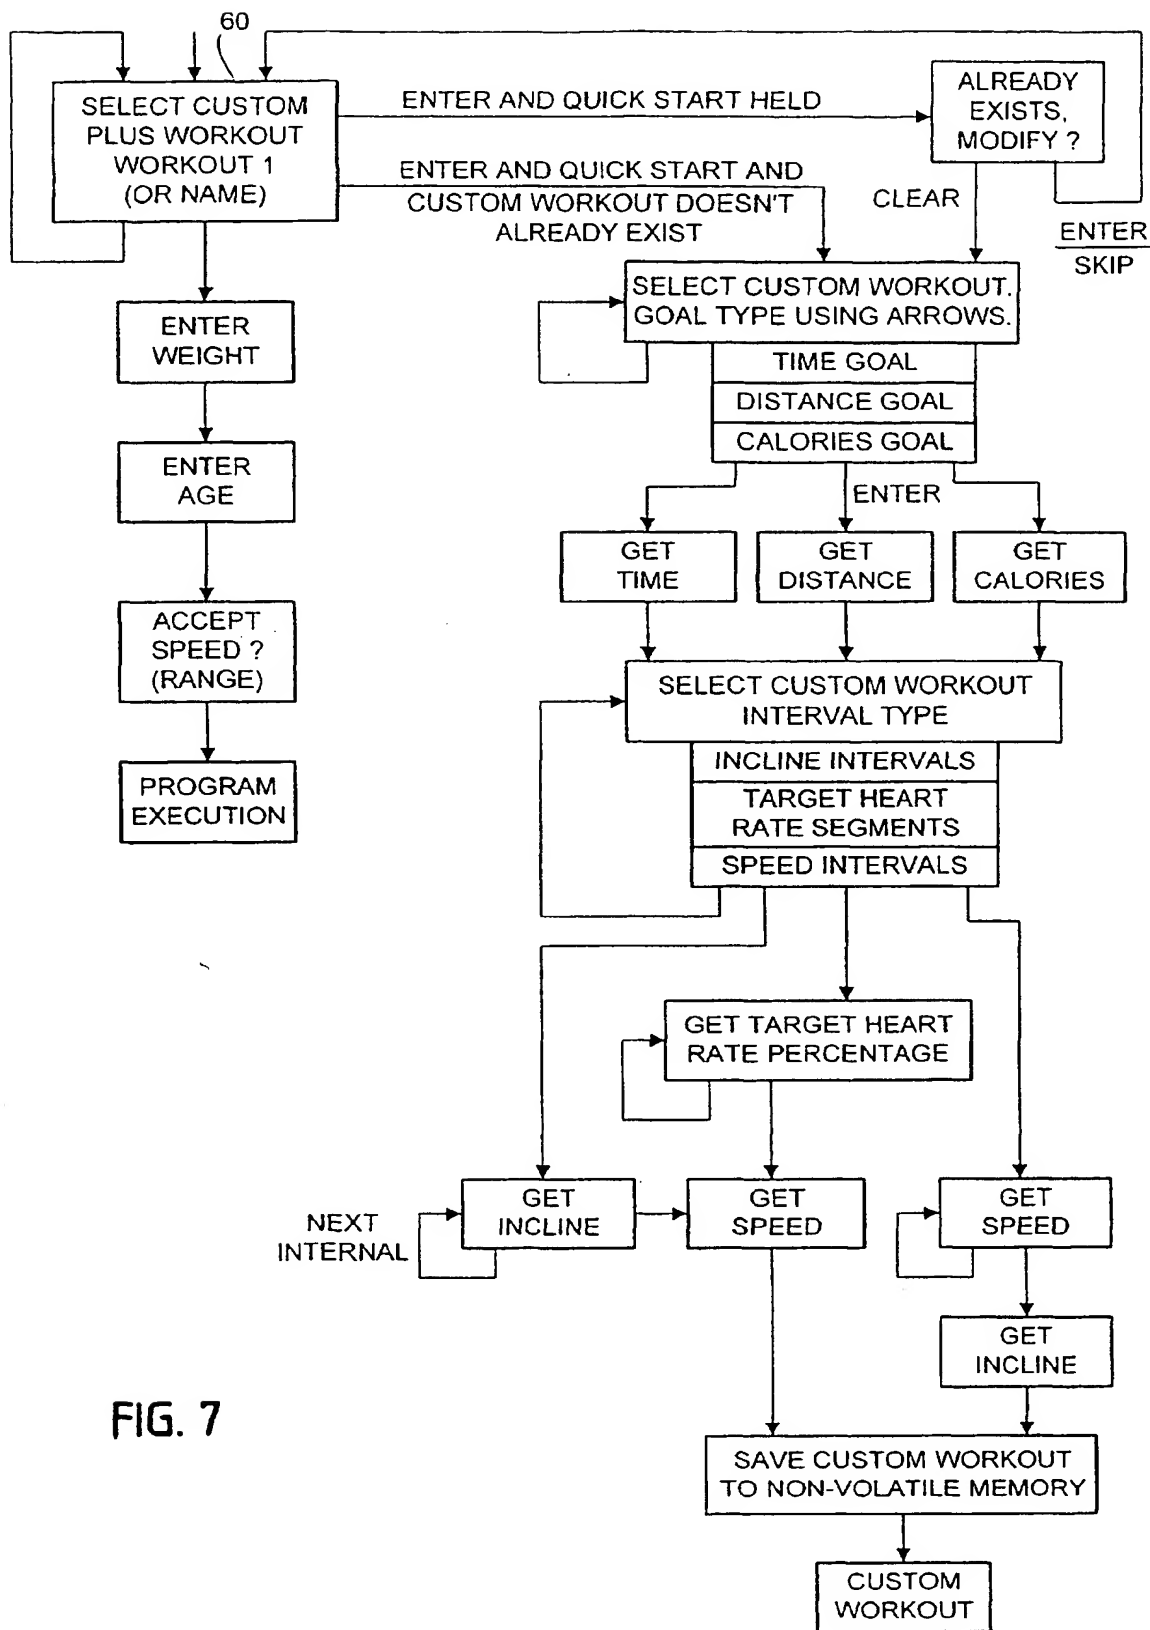 60
SELECT CUSTOM
PLUS WORKOUT
WORKOUT 1
(OR NAME)
ENTER AND QUICK START HELD
ALREADY
EXISTS,
MODIFY ?
ENTER AND QUICK START AND
CUSTOM WORKOUT DOESN'T
ALREADY EXIST
CLEAR
ENTER
SKIP
SELECT CUSTOM WORKOUT.
GOAL TYPE USING ARROWS.
TIME GOAL
DISTANCE GOAL
CALORIES GOAL
ENTER
WEIGHT
ENTER
AGE
ACCEPT
SPEED ?
(RANGE)
PROGRAM
EXECUTION
ENTER
GET
TIME
GET
DISTANCE
GET
CALORIES
SELECT CUSTOM WORKOUT
INTERVAL TYPE
INCLINE INTERVALS
TARGET HEART
RATE SEGMENTS
SPEED INTERVALS
GET TARGET HEART
RATE PERCENTAGE
NEXT
INTERNAL
GET
INCLINE
GET
SPEED
GET
SPEED
GET
INCLINE
SAVE CUSTOM WORKOUT
TO NON-VOLATILE MEMORY
CUSTOM
WORKOUT
FIG. 7